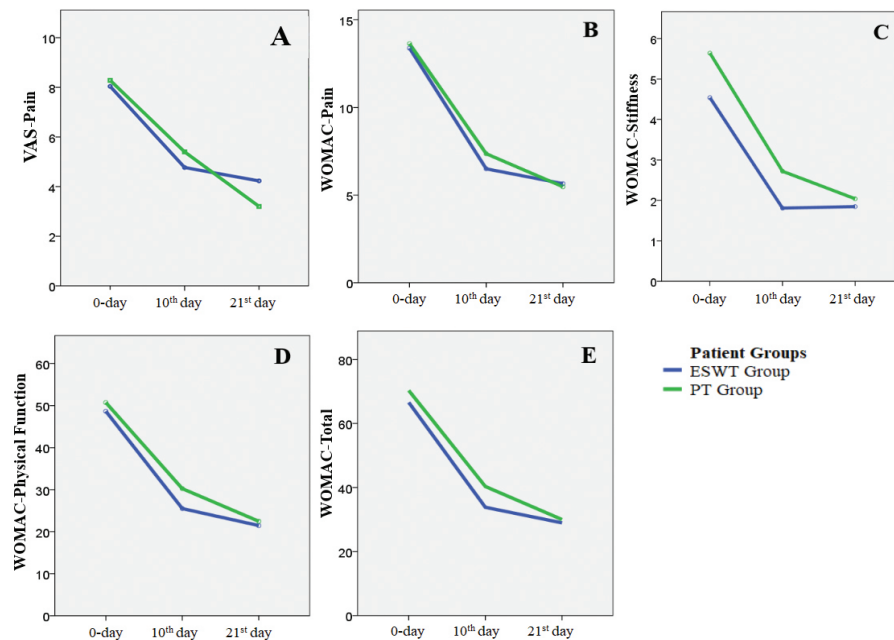 A
VAS-Pain
10
8
6
4
2
0
0-day 10th day 21st day
B
WOMAC-Pain
15
10
5
0
0-day 10th day 21st day
C
WOMAC-Stiffness
6
5
4
3
2
1
0
0-day 10th day 21st day
D
WOMAC-Physical Function
60
50
40
30
20
10
0
0-day 10th day 21st day
E
WOMAC-Total
80
60
40
20
0
0-day 10th day 21st day
Patient Groups
ESWT Group
PT Group